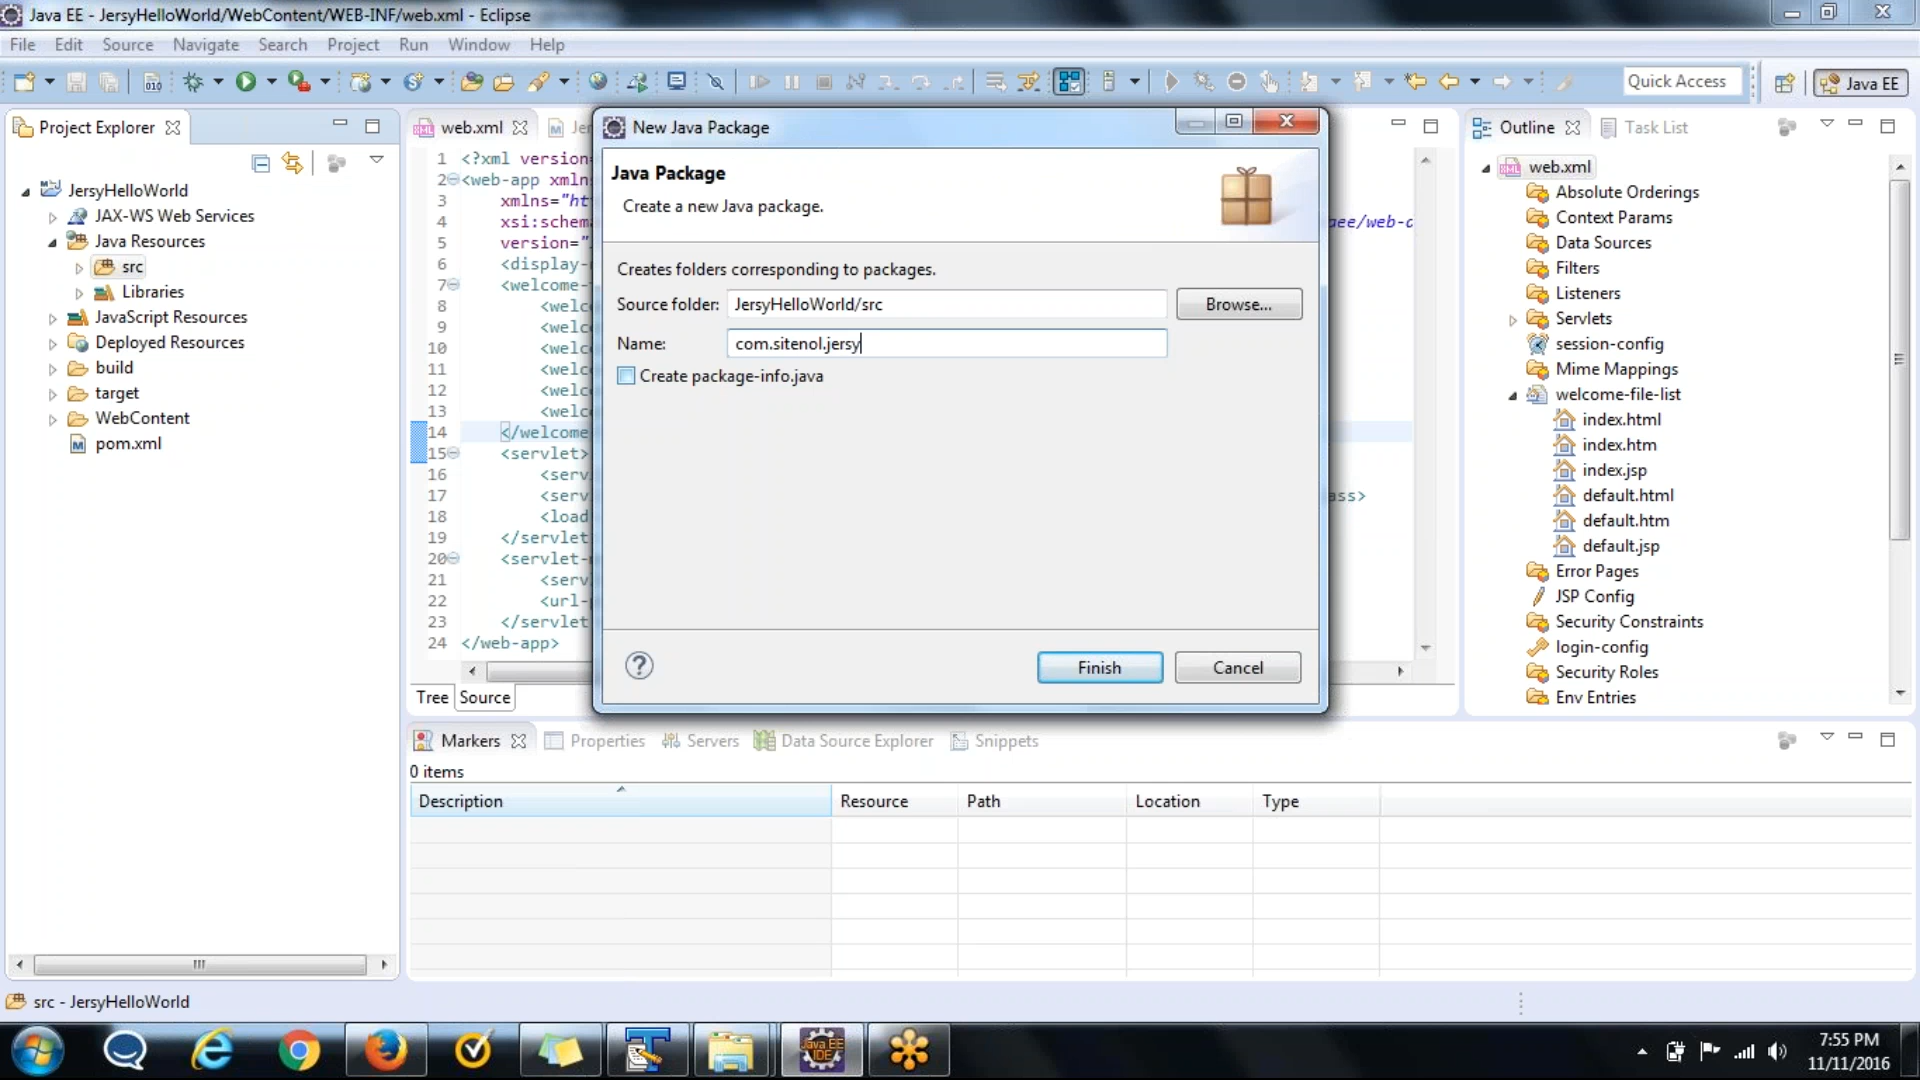 Java EE - JersyHelloWorld/WebContent/WEB-INF/web.xml - Eclipse
File Edit Source Navigate Search Project Run Window Help
Quick Access
Java EE
Project Explorer
JersyHelloWorld
JAX-WS Web Services
Java Resources
src
Libraries
JavaScript Resources
Deployed Resources
build
target
WebContent
pom.xml
web.xml
1 <?xml version=
2 <web-app xmlns
3 xmlns="ht
4 xsi:schema
5 version="
6 <display-
7 <welcome-
8 <welc
9 <welc
10 <welc
11 <welc
12 <welc
13 <welc
14 </welcome
15 <servlet>
16 <serv
17 <serv ass>
18 <load
19 </servlet
20 <servlet-
21 <serv
22 <url-
23 </servlet
24 </web-app>
Tree Source
New Java Package
Java Package
Create a new Java package.
Creates folders corresponding to packages.
Source folder: JersyHelloWorld/src Browse...
Name: com.sitenol.jersy
Create package-info.java
Finish Cancel
Outline Task List
web.xml
Absolute Orderings
Context Params
Data Sources
Filters
Listeners
Servlets
session-config
Mime Mappings
welcome-file-list
index.html
index.htm
index.jsp
default.html
default.htm
default.jsp
Error Pages
JSP Config
Security Constraints
login-config
Security Roles
Env Entries
Markers Properties Servers Data Source Explorer Snippets
0 items
Description Resource Path Location Type
src - JersyHelloWorld
Java EE
IDE
7:55 PM
11/11/2016